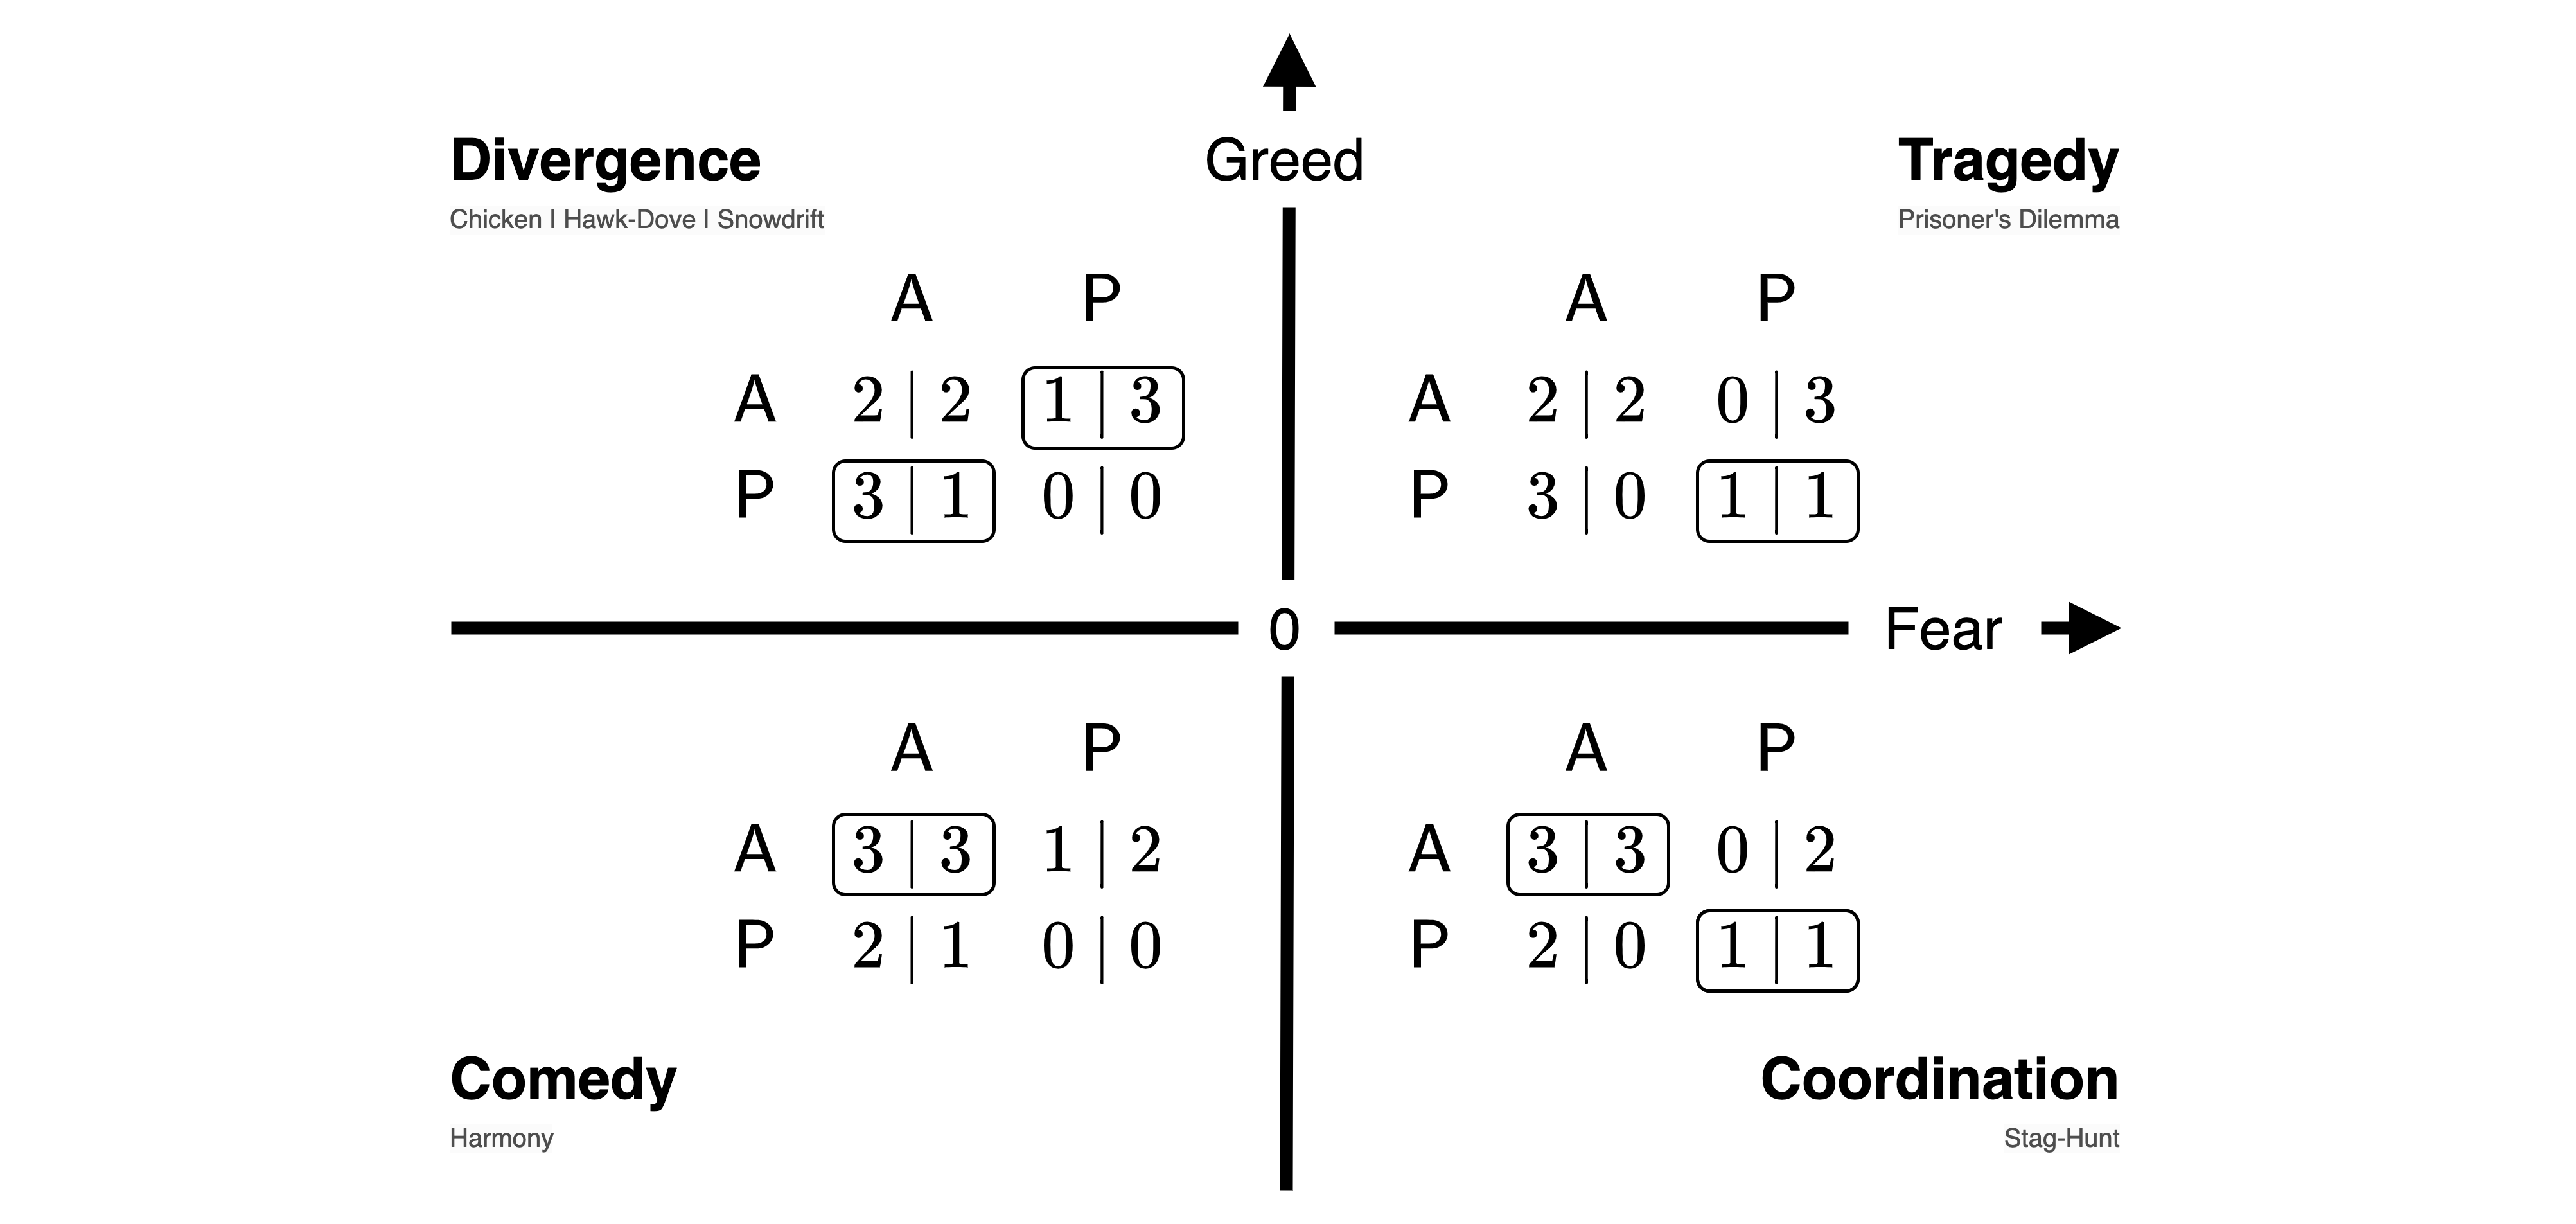 Greed
Divergence
Chicken | Hawk-Dove | Snowdrift
A P
A 2 | 2 1 | 3
P 3 | 1 0 | 0
Tragedy
Prisoner's Dilemma
A P
A 2 | 2 0 | 3
P 3 | 0 1 | 1
0
Fear
A P
A 3 | 3 1 | 2
P 2 | 1 0 | 0
Comedy
Harmony
A P
A 3 | 3 0 | 2
P 2 | 0 1 | 1
Coordination
Stag-Hunt